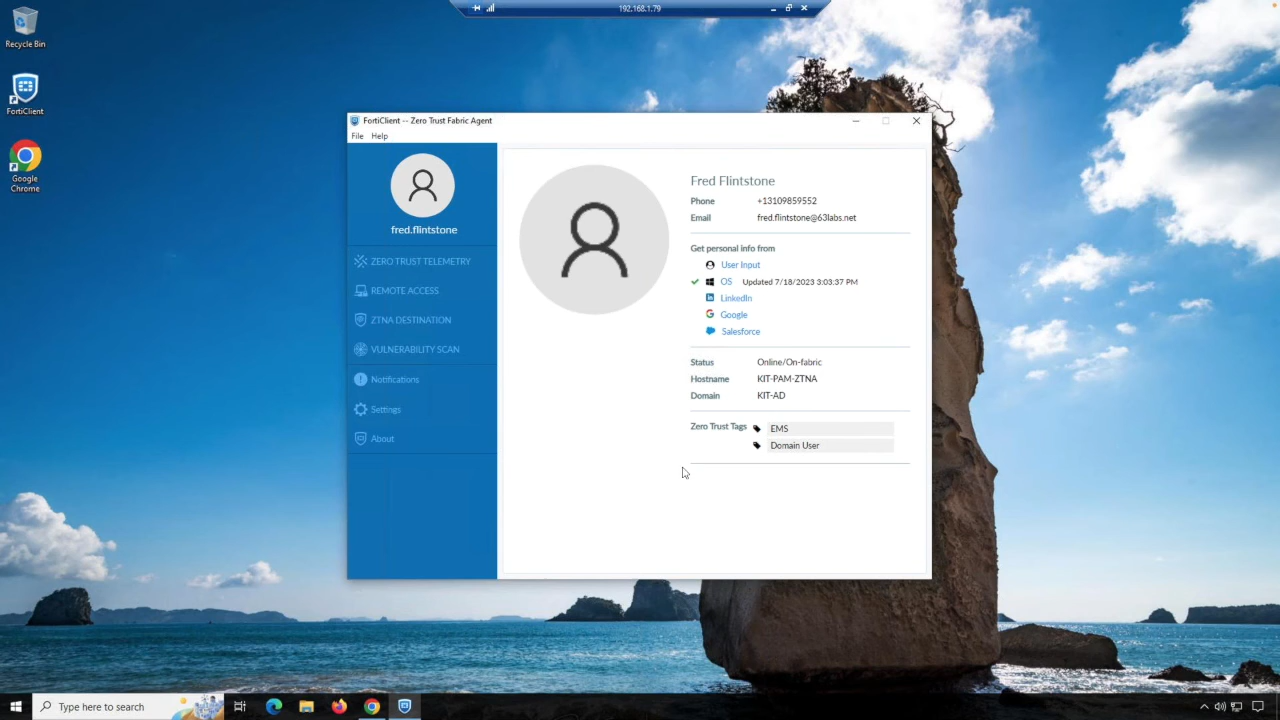 192.168.1.79
Recycle Bin
FortiClient
Google
Chrome
FortiClient -- Zero Trust Fabric Agent
File Help
fred.flintstone
ZERO TRUST TELEMETRY
REMOTE ACCESS
ZTNA DESTINATION
VULNERABILITY SCAN
Notifications
Settings
About
Fred Flintstone
Phone +13109859552
Email fred.flintstone@63labs.net
Get personal info from
User Input
OS Updated 7/18/2023 3:03:37 PM
LinkedIn
Google
Salesforce
Status Online/On-fabric
Hostname KIT-PAM-ZTNA
Domain KIT-AD
Zero Trust Tags EMS
Domain User
Type here to search